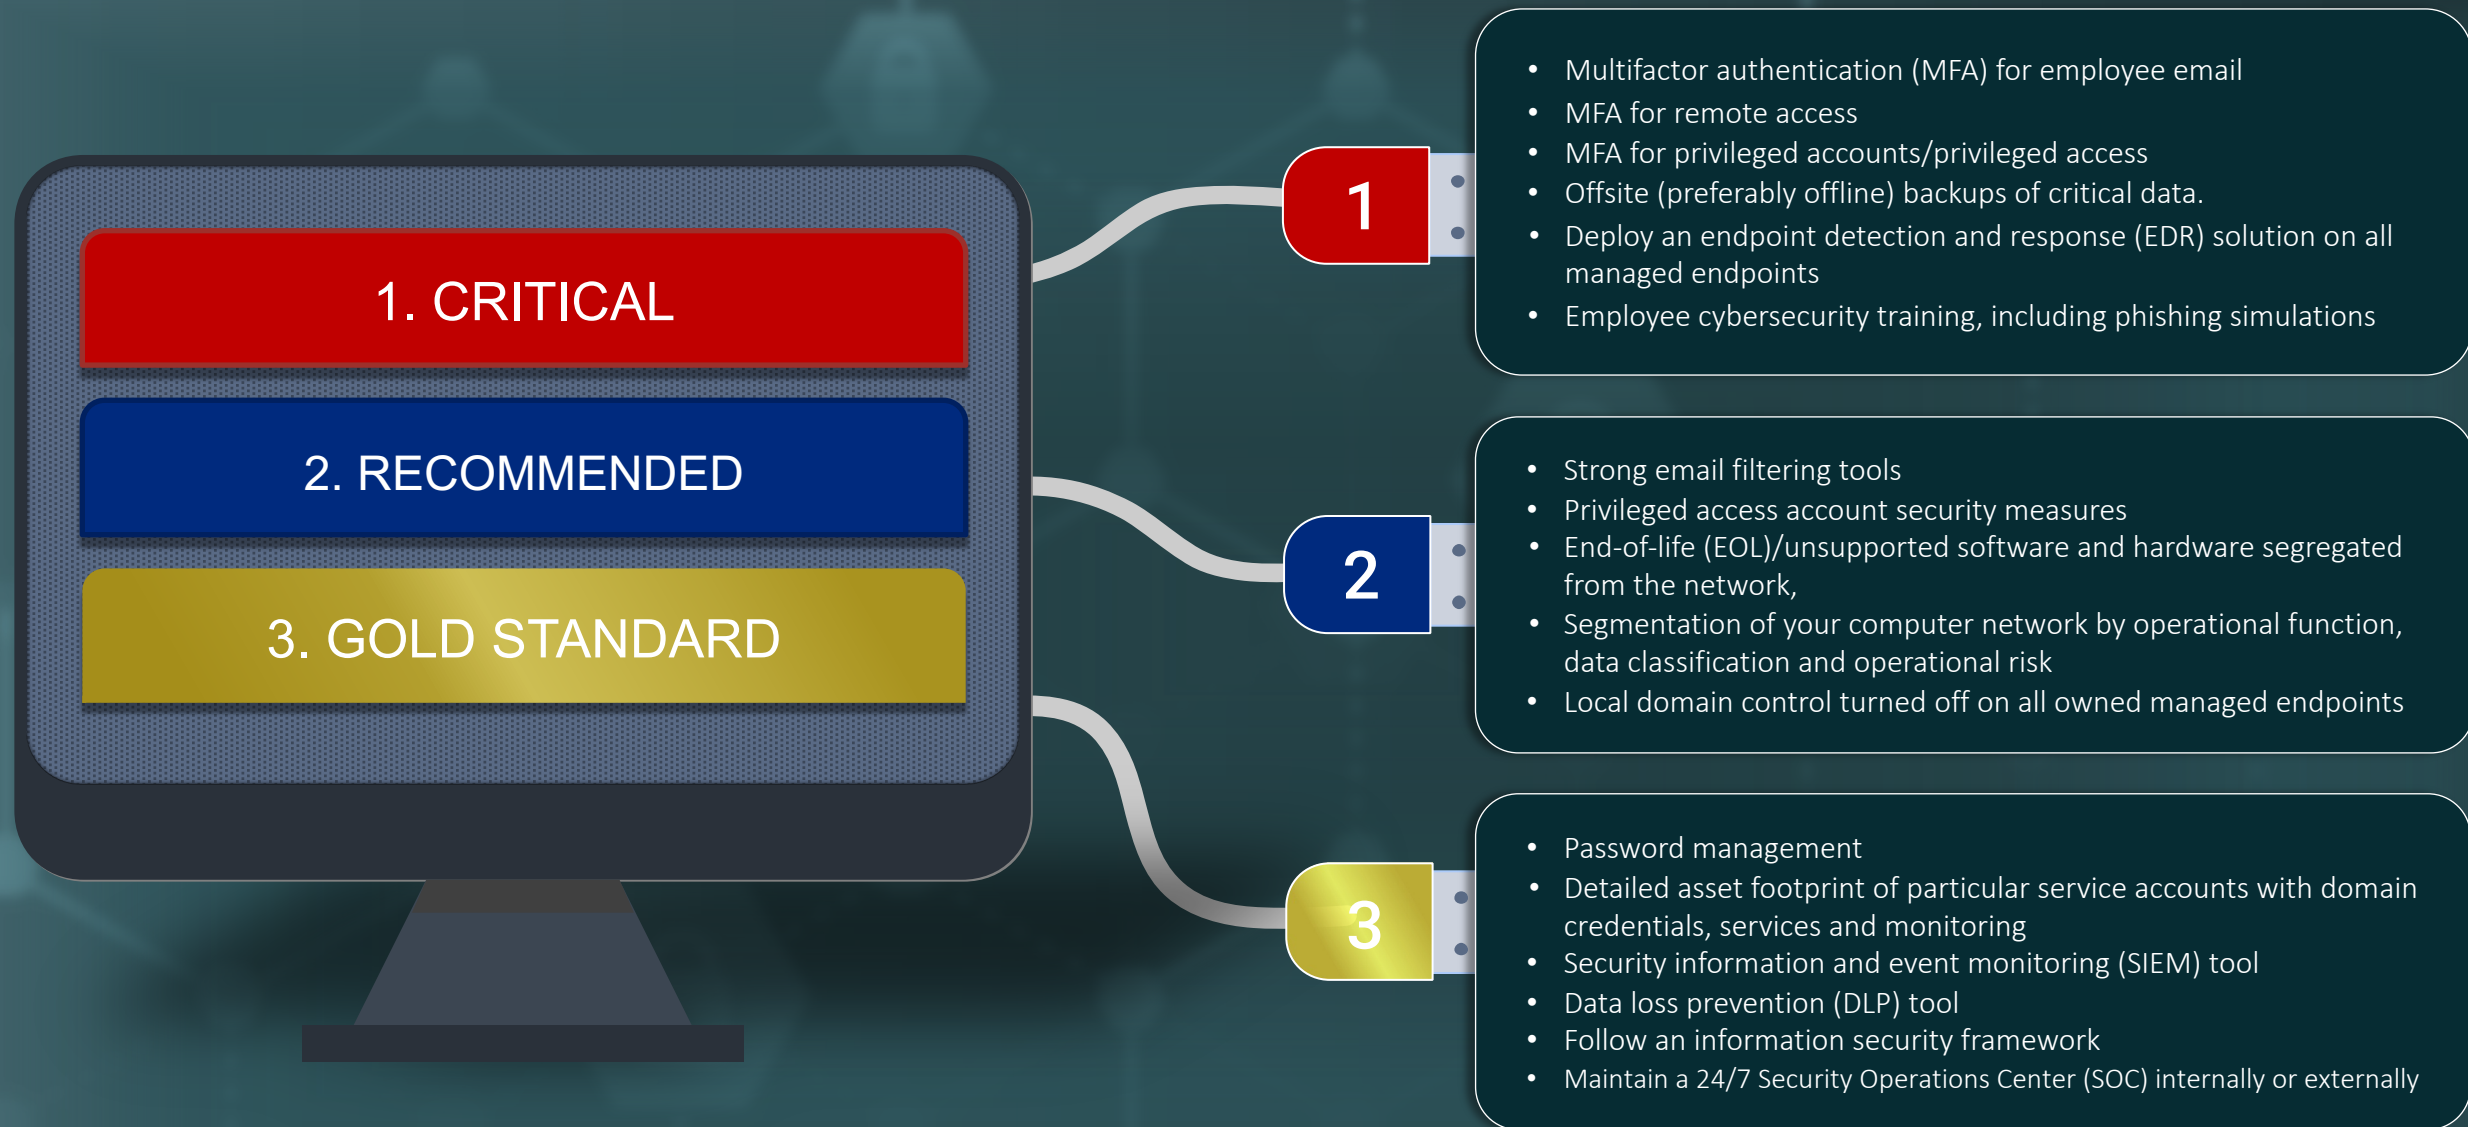 1. CRITICAL
2. RECOMMENDED
3. GOLD STANDARD
1
• Multifactor authentication (MFA) for employee email
• MFA for remote access
• MFA for privileged accounts/privileged access
• Offsite (preferably offline) backups of critical data.
• Deploy an endpoint detection and response (EDR) solution on all
managed endpoints
• Employee cybersecurity training, including phishing simulations
2
• Strong email filtering tools
• Privileged access account security measures
• End-of-life (EOL)/unsupported software and hardware segregated
from the network,
• Segmentation of your computer network by operational function,
data classification and operational risk
• Local domain control turned off on all owned managed endpoints
3
• Password management
• Detailed asset footprint of particular service accounts with domain
credentials, services and monitoring
• Security information and event monitoring (SIEM) tool
• Data loss prevention (DLP) tool
• Follow an information security framework
• Maintain a 24/7 Security Operations Center (SOC) internally or externally